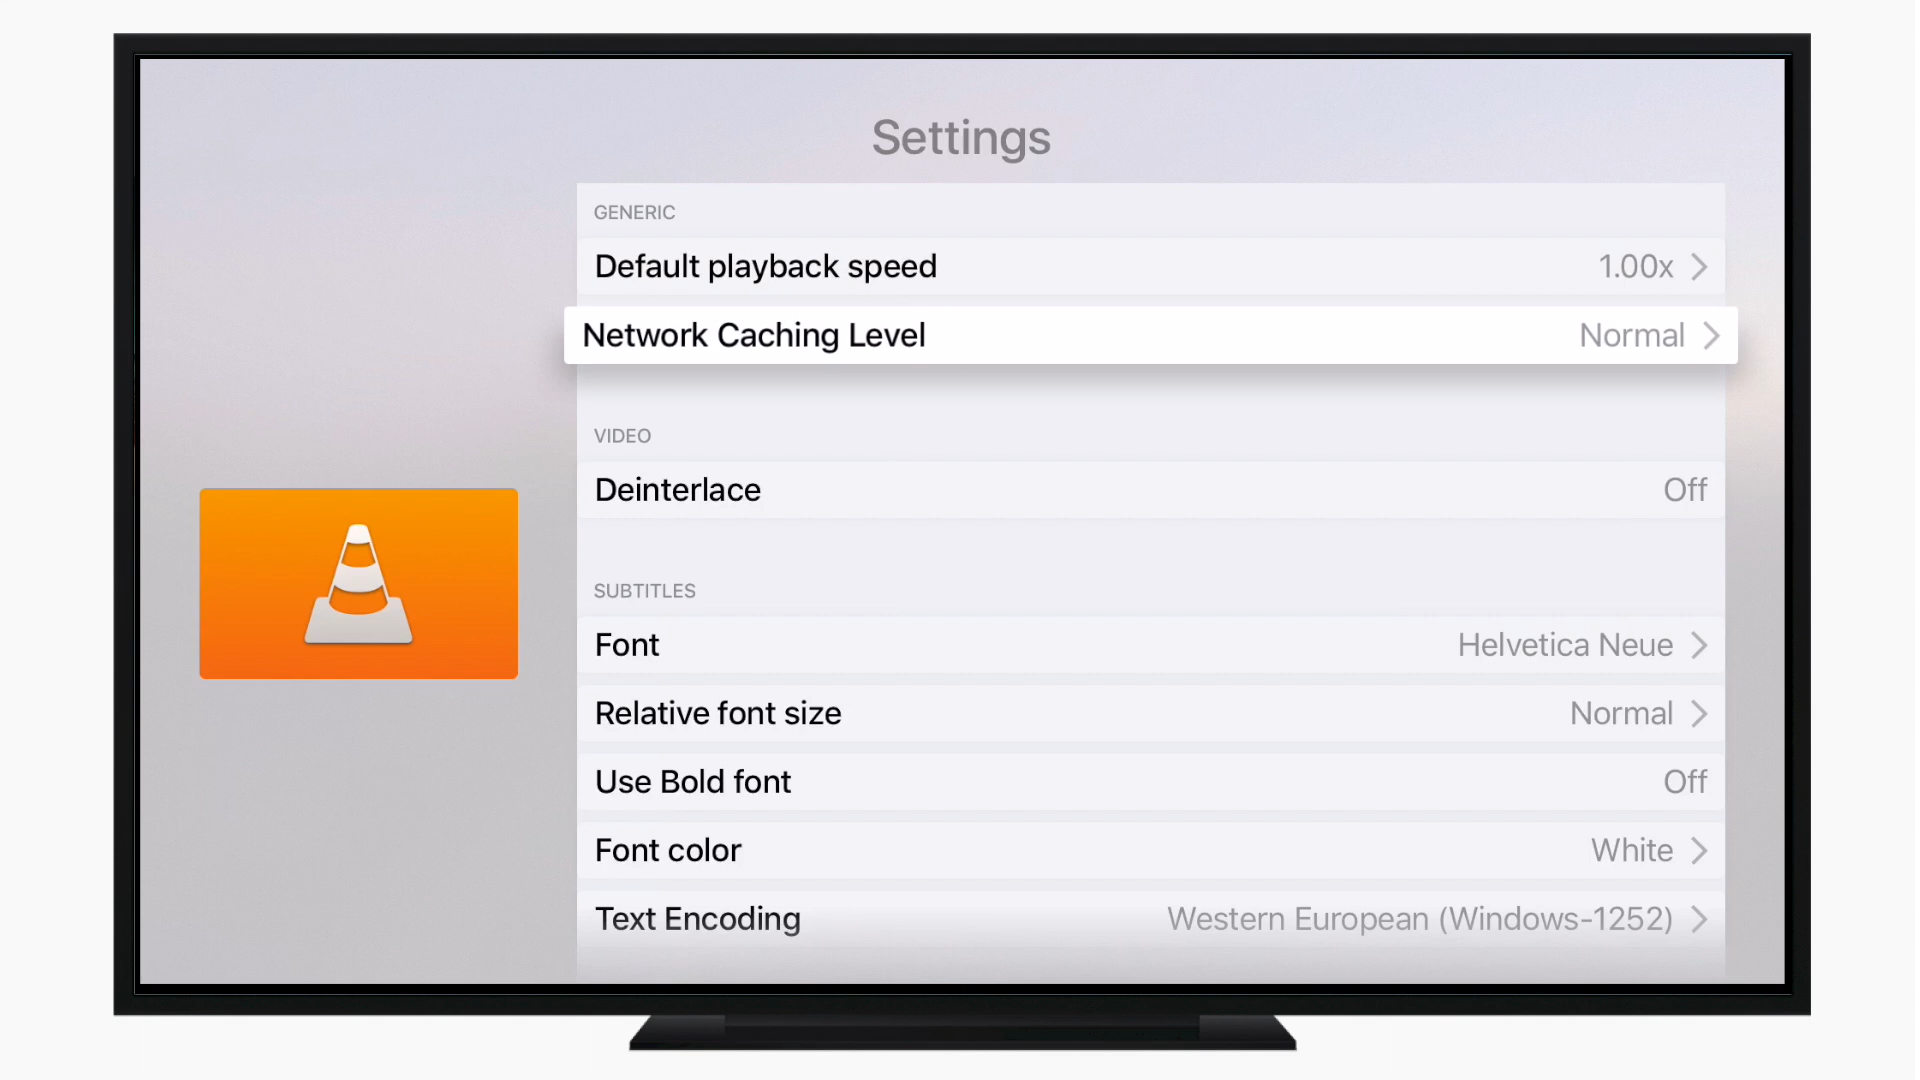 Settings
GENERIC
Default playback speed 1.00x
Network Caching Level Normal
VIDEO
Deinterlace Off
SUBTITLES
Font Helvetica Neue
Relative font size Normal
Use Bold font Off
Font color White
Text Encoding Western European (Windows-1252)